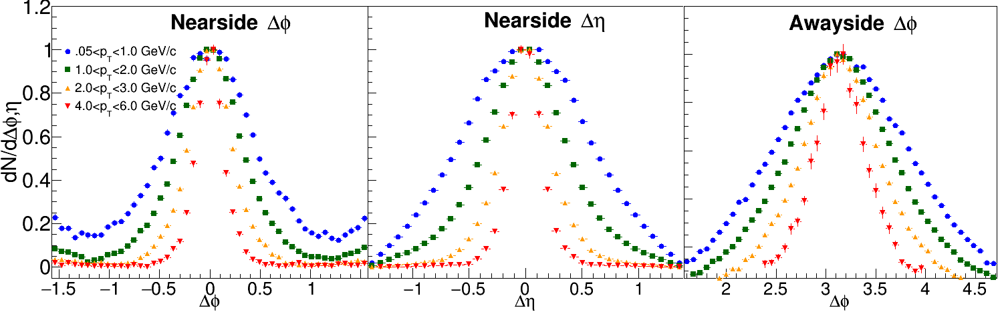 Nearside Δφ
Nearside Δη
Awayside Δφ
.05<p_T<1.0 GeV/c
1.0<p_T<2.0 GeV/c
2.0<p_T<3.0 GeV/c
4.0<p_T<6.0 GeV/c
dN/dΔφ,η
1.2
1
0.8
0.6
0.4
0.2
0
−1.5 −1 −0.5 0 0.5 1
−1 −0.5 0 0.5 1
2 2.5 3 3.5 4 4.5
Δφ
Δη
Δφ